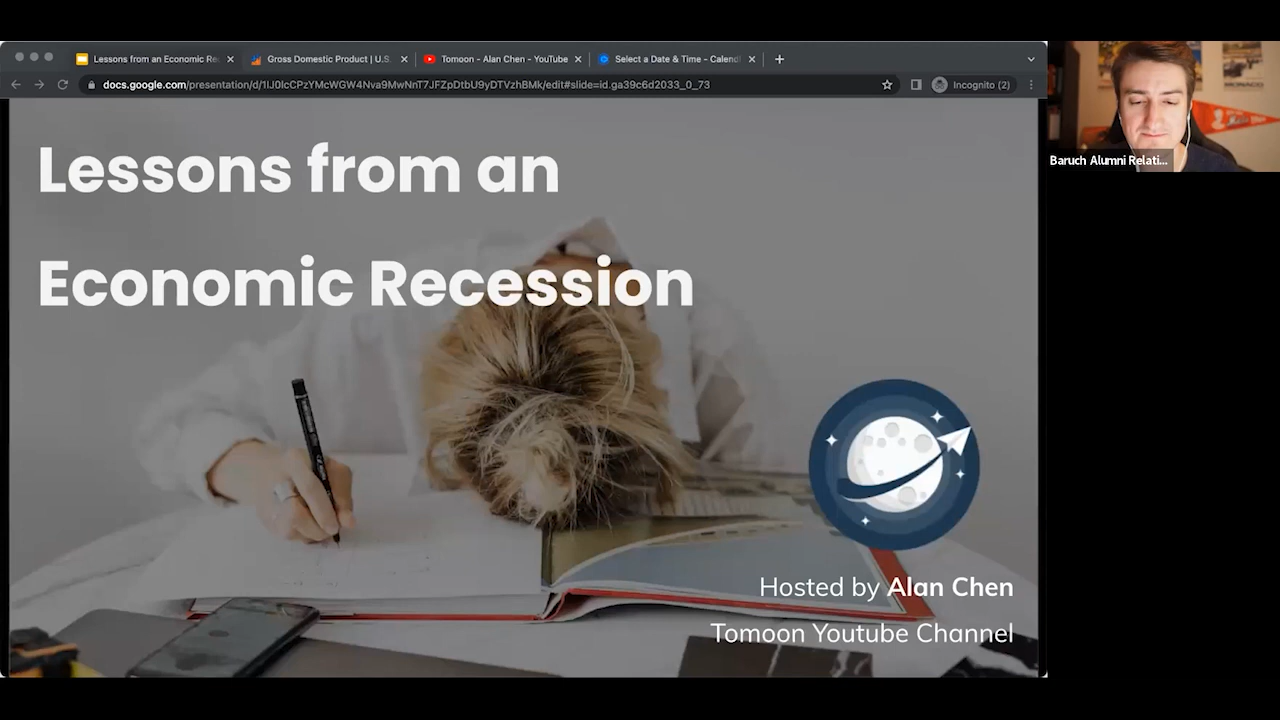 Lessons from an Economic Re
Gross Domestic Product | U.S.
Tomoon - Alan Chen - YouTube
Select a Date & Time - Calend
docs.google.com/presentation/d/1IJ0IcCPzYMcWGW4Nva9MwNnT7JFZpDtbU9yDTVzhBMk/edit#slide=id.ga39c6d2033_0_73
Incognito (2)
Lessons from an
Economic Recession
Hosted by Alan Chen
Tomoon Youtube Channel
MONACO
Baruch Alumni Relati...